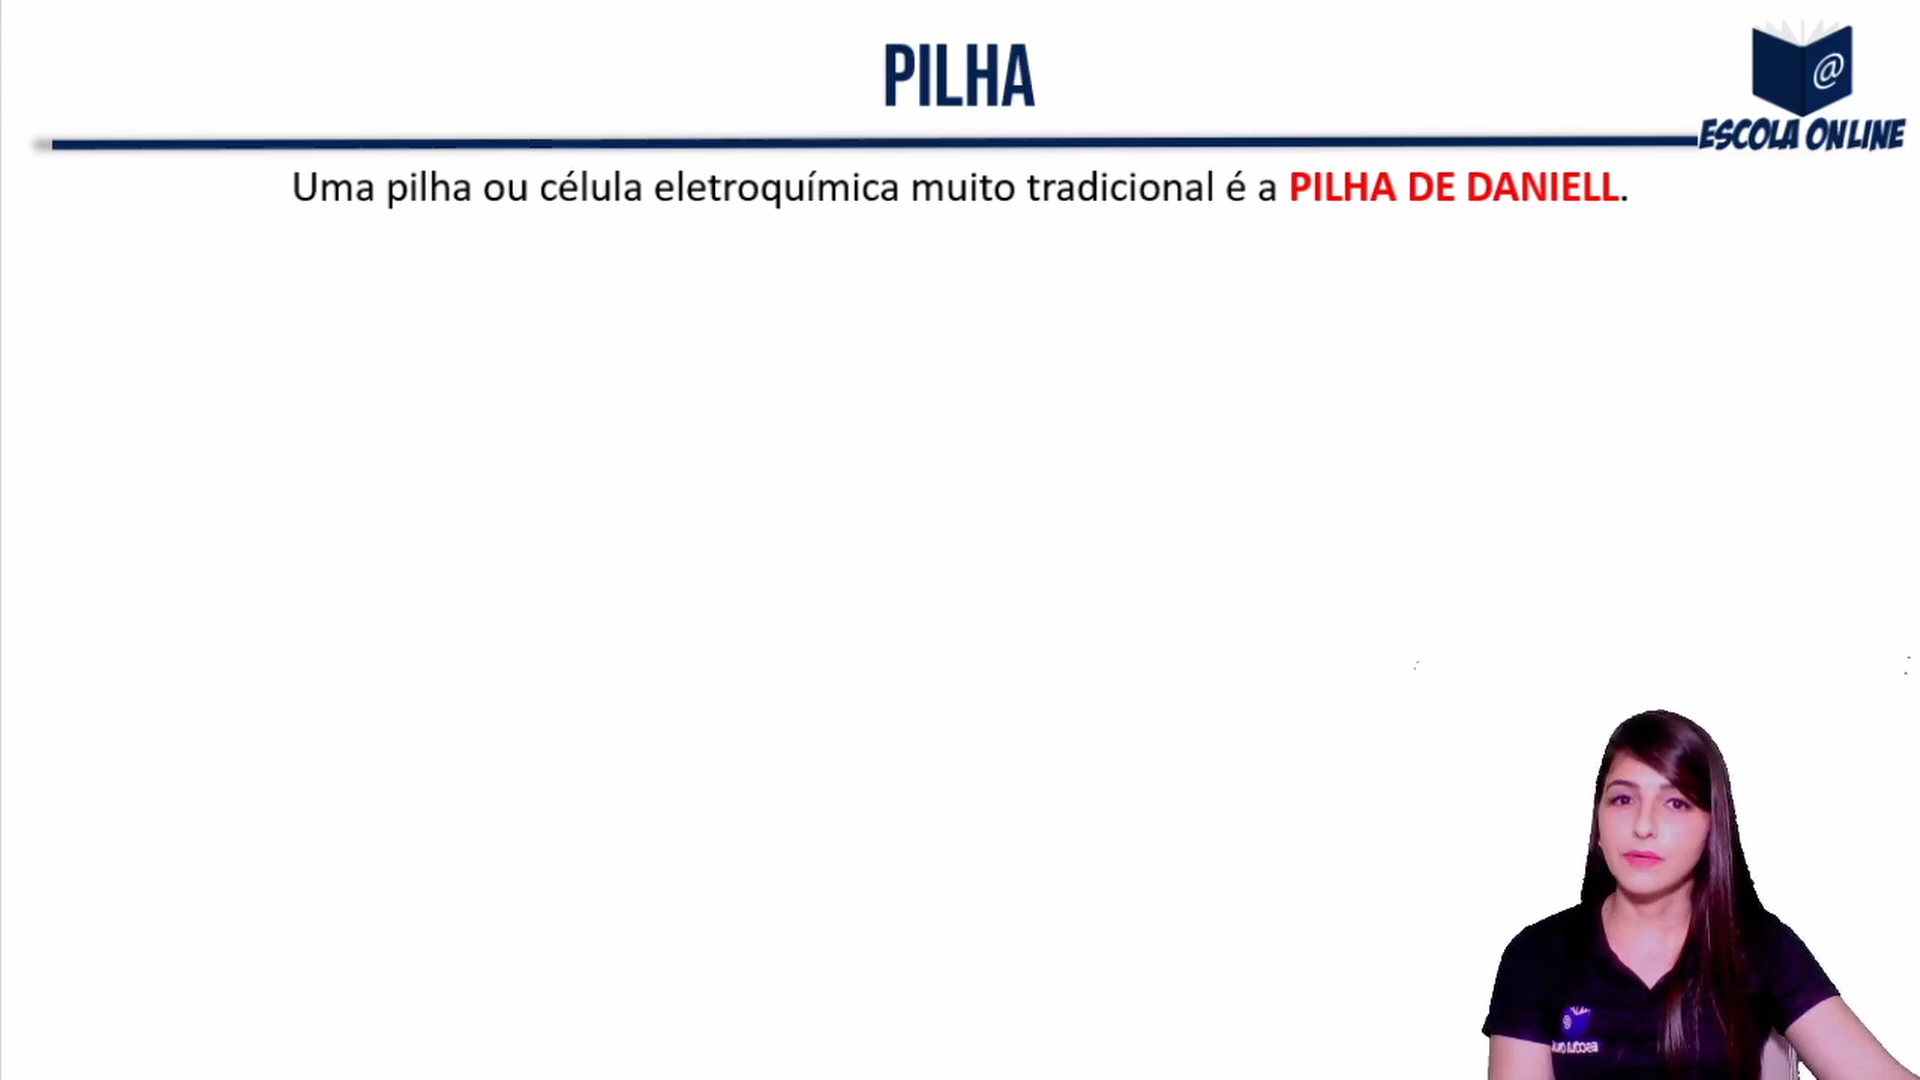 PILHA
@
ESCOLA ONLINE
Uma pilha ou célula eletroquímica muito tradicional é a PILHA DE DANIELL.